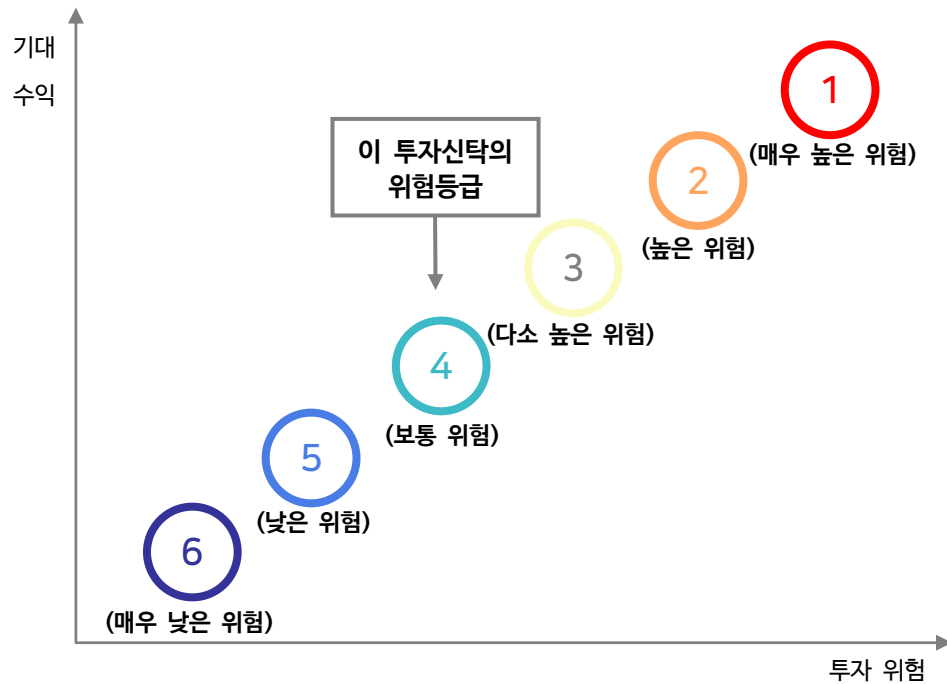 기대
수익
1
(매우 높은 위험)
이 투자신탁의
위험등급
2
(높은 위험)
3
(다소 높은 위험)
4
(보통 위험)
5
(낮은 위험)
6
(매우 낮은 위험)
투자 위험